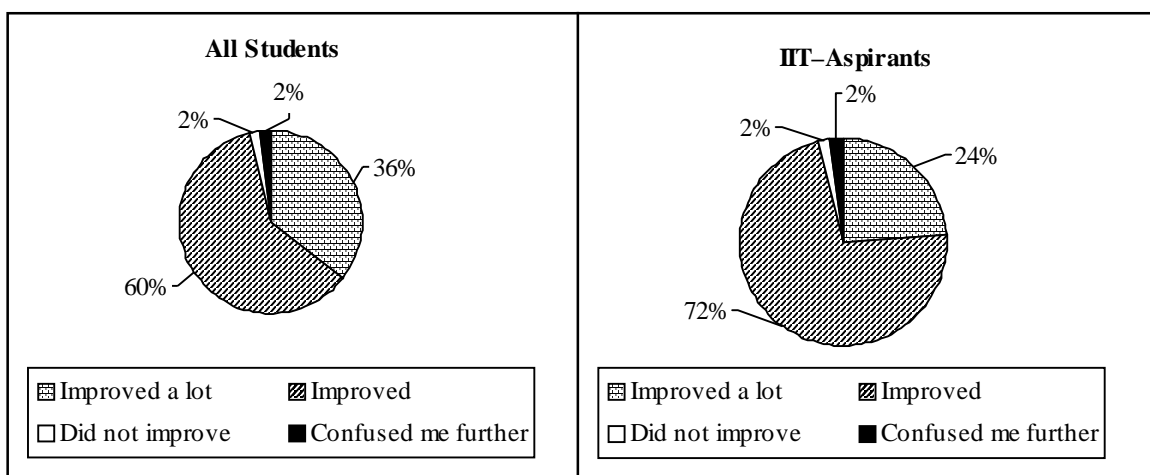 All Students
2%
2%
36%
60%
Improved a lot
Improved
Did not improve
Confused me further
IIT–Aspirants
2%
2%
24%
72%
Improved a lot
Improved
Did not improve
Confused me further